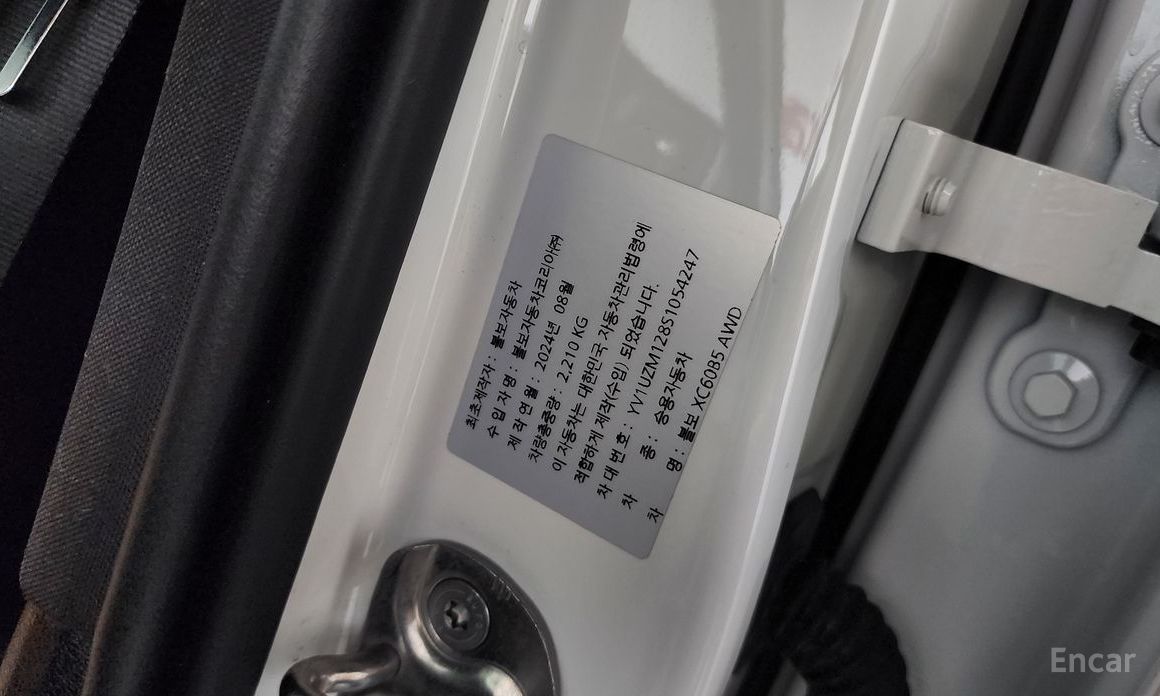 최초제작자 : 볼보자동차
수 입 자 명 : 볼보자동차코리아㈜
제 작 연 월 : 2024년 08월
차량총중량 : 2,210 KG
이 자동차는 대한민국 자동차관리법령에
적합하게 제작(수입) 되었습니다.
차 대 번 호 : YV1UZM128S1054247
차 종 : 승용자동차
차 명 : 볼보 XC60B5 AWD
Encar